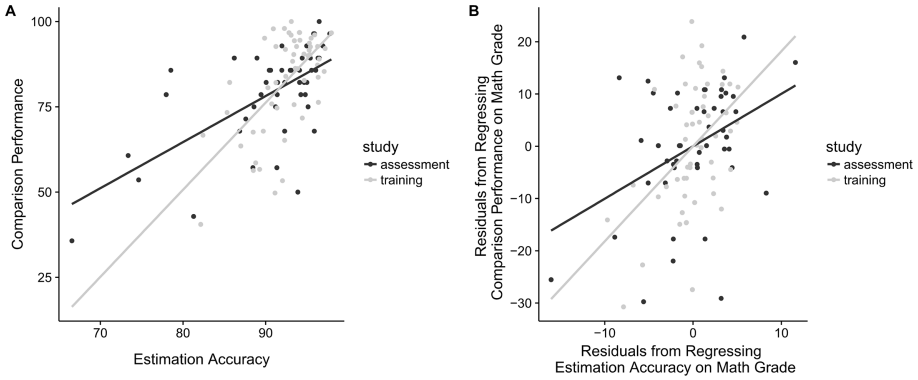 A
100
75
50
25
Comparison Performance
70
80
90
Estimation Accuracy
study
assessment
training
B
20
10
0
−10
−20
−30
Residuals from Regressing
Comparison Performance on Math Grade
−10
0
10
Residuals from Regressing
Estimation Accuracy on Math Grade
study
assessment
training